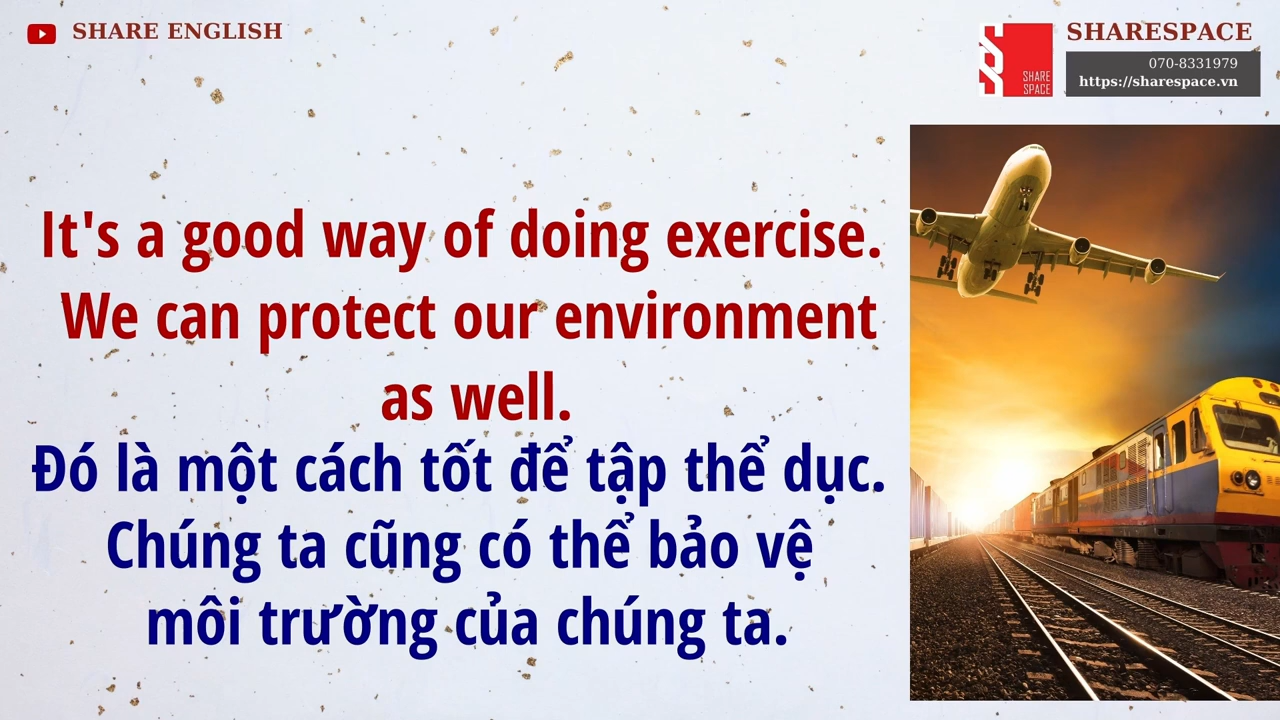 SHARE ENGLISH
SHARESPACE
070-8331979
https://sharespace.vn
SHARE
SPACE
It's a good way of doing exercise.
We can protect our environment
as well.
Đó là một cách tốt để tập thể dục.
Chúng ta cũng có thể bảo vệ
môi trường của chúng ta.